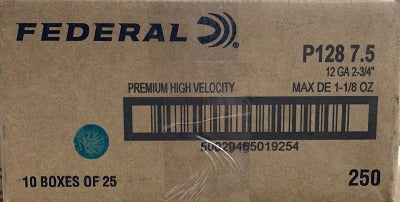 FEDERAL
P128 7.5
12 GA 2-3/4"
PREMIUM HIGH VELOCITY
MAX DE 1-1/8 OZ
50029465019254
10 BOXES OF 25
250